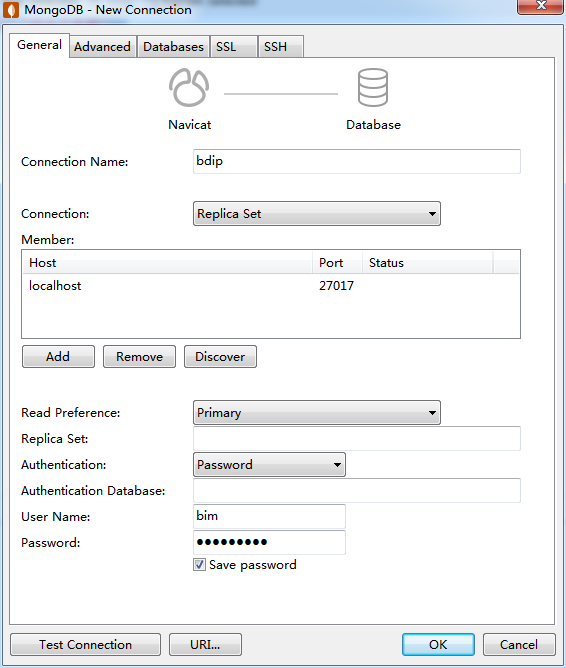 MongoDB - New Connection
General Advanced Databases SSL SSH
Navicat Database
Connection Name: bdip
Connection: Replica Set
Member:
Host Port Status
localhost 27017
Add Remove Discover
Read Preference: Primary
Replica Set:
Authentication: Password
Authentication Database:
User Name: bim
Password: ●●●●●●●●●
Save password
Test Connection URI... OK Cancel